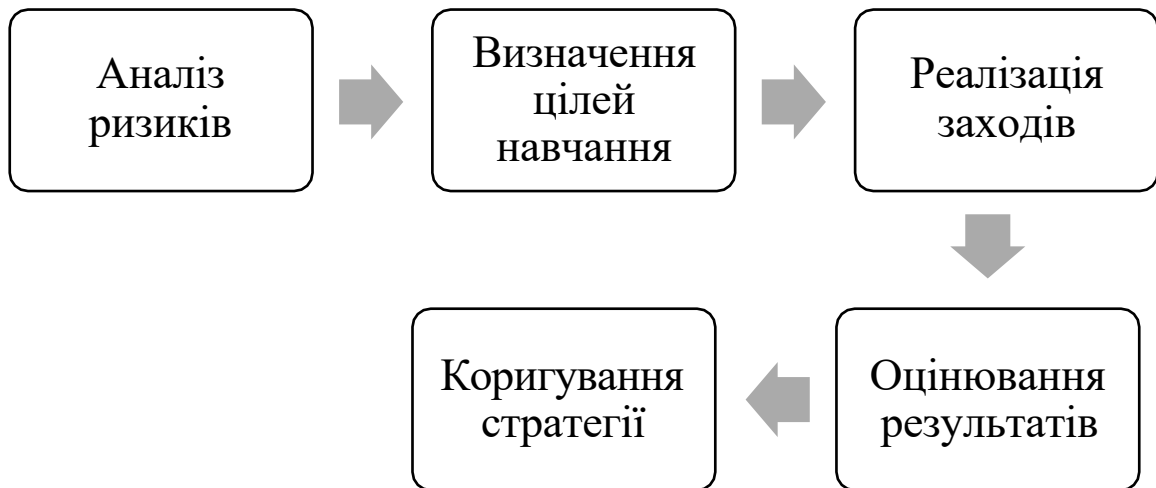 Аналіз
ризиків
Визначення
цілей
навчання
Реалізація
заходів
Оцінювання
результатів
Коригування
стратегії